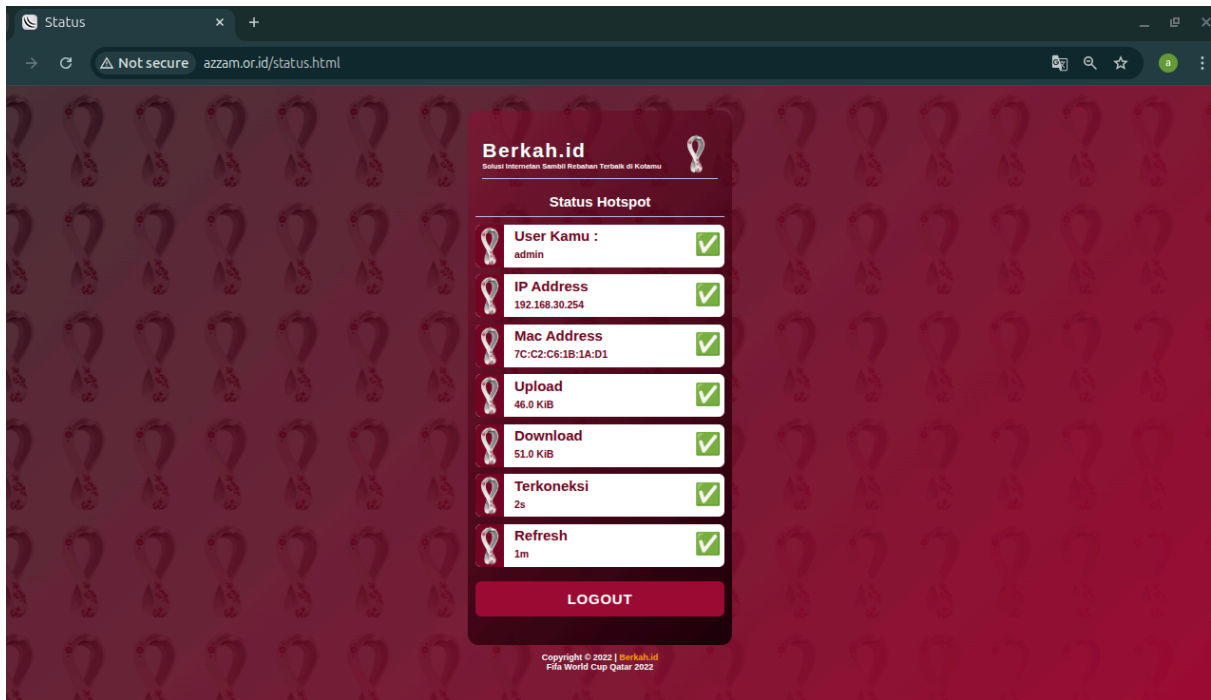 Status
Not secure azzam.or.id/status.html
a
Berkah.id
Solusi Internetan Sambil Rebahan Terbaik di Kotamu
Status Hotspot
User Kamu :
admin
IP Address
192.168.30.254
Mac Address
7C:C2:C6:1B:1A:D1
Upload
46.0 KiB
Download
51.0 KiB
Terkoneksi
2s
Refresh
1m
LOGOUT
Copyright © 2022 | Berkah.id
Fifa World Cup Qatar 2022